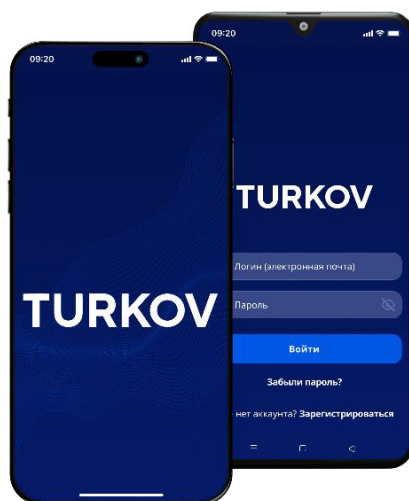 09:20
TURKOV
09:20
TURKOV
Логин (электронная почта)
Пароль
Войти
Забыли пароль?
нет аккаунта? Зарегистрироваться